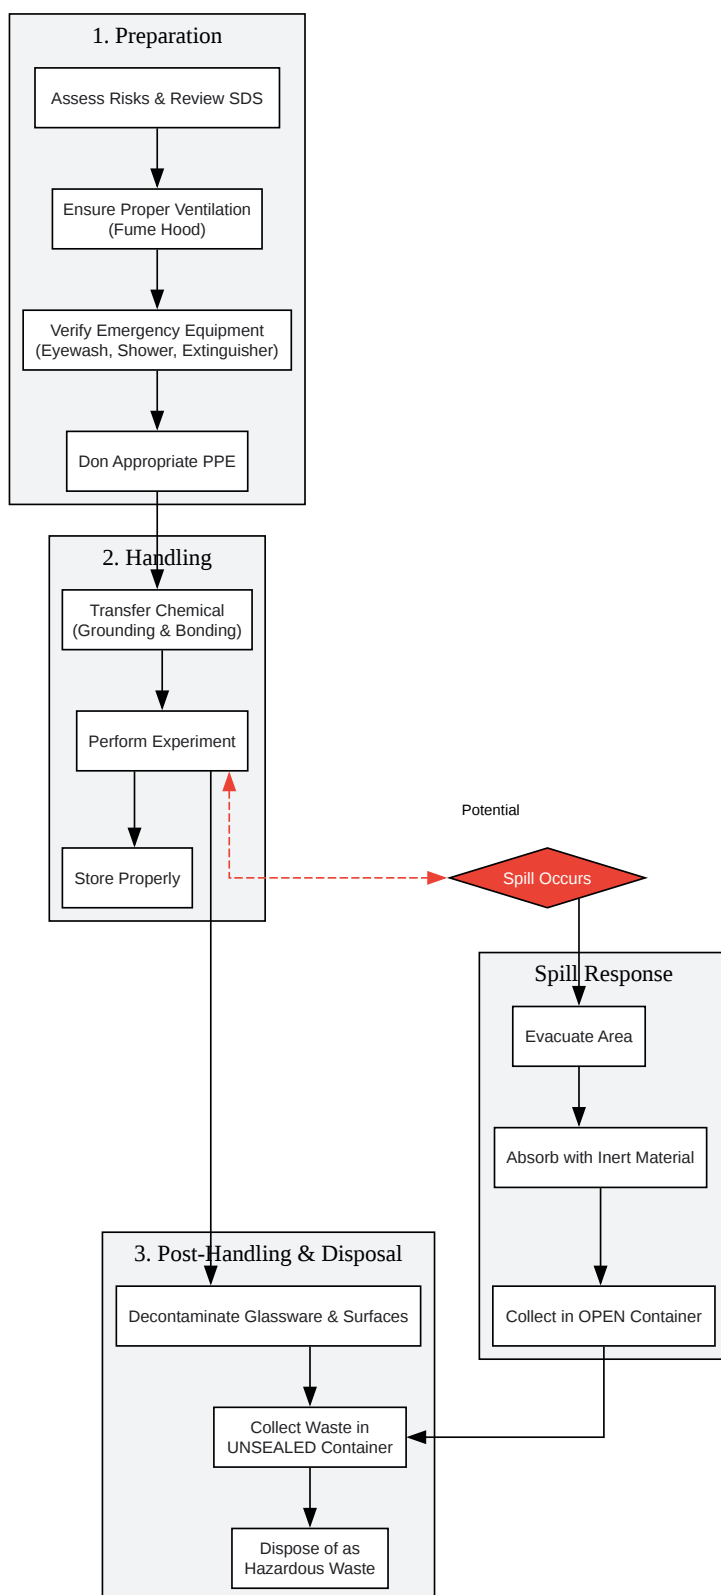 1. Preparation
Assess Risks & Review SDS
Ensure Proper Ventilation
(Fume Hood)
Verify Emergency Equipment
(Eyewash, Shower, Extinguisher)
Don Appropriate PPE
2. Handling
Transfer Chemical
(Grounding & Bonding)
Perform Experiment
Store Properly
Potential
Spill Occurs
Spill Response
Evacuate Area
Absorb with Inert Material
Collect in OPEN Container
3. Post-Handling & Disposal
Decontaminate Glassware & Surfaces
Collect Waste in
UNSEALED Container
Dispose of as
Hazardous Waste